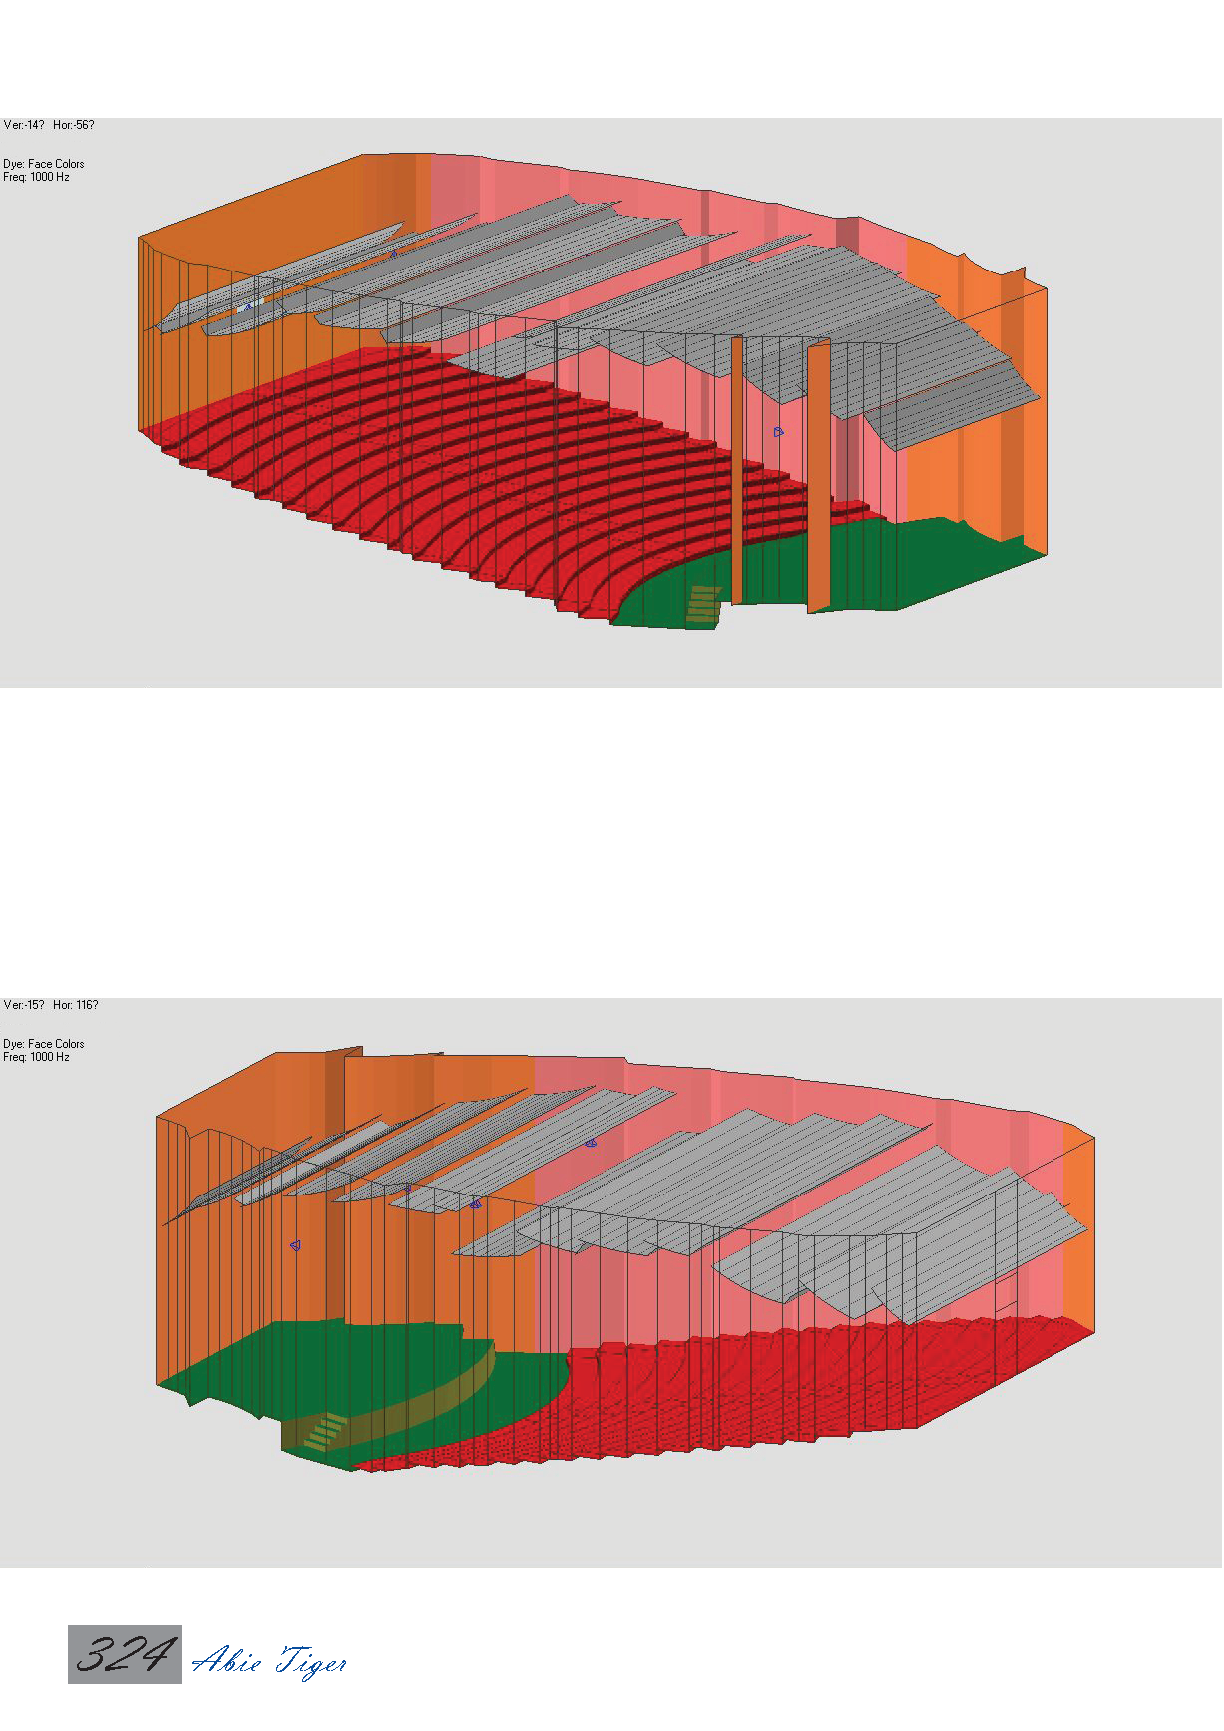 Ver:-14?   Hor:-56?
Dye: Face Colors
Freq: 1000 Hz
Ver:-15?   Hor: 116?
Dye: Face Colors
Freq: 1000 Hz
324 Abie Tiger